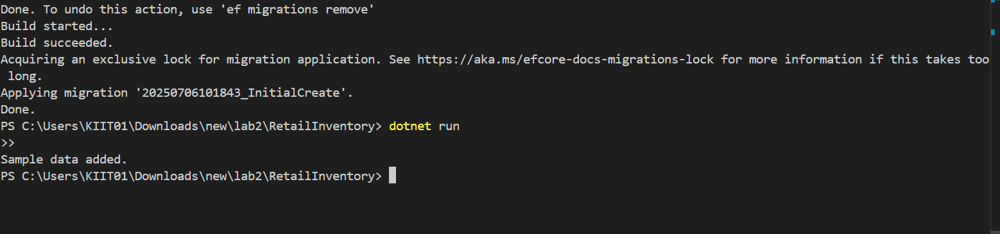 Done. To undo this action, use 'ef migrations remove'
Build started...
Build succeeded.
Acquiring an exclusive lock for migration application. See https://aka.ms/efcore-docs-migrations-lock for more information if this takes too
 long.
Applying migration '20250706101843_InitialCreate'.
Done.
PS C:\Users\KIIT01\Downloads\new\lab2\RetailInventory> dotnet run
>>
Sample data added.
PS C:\Users\KIIT01\Downloads\new\lab2\RetailInventory>